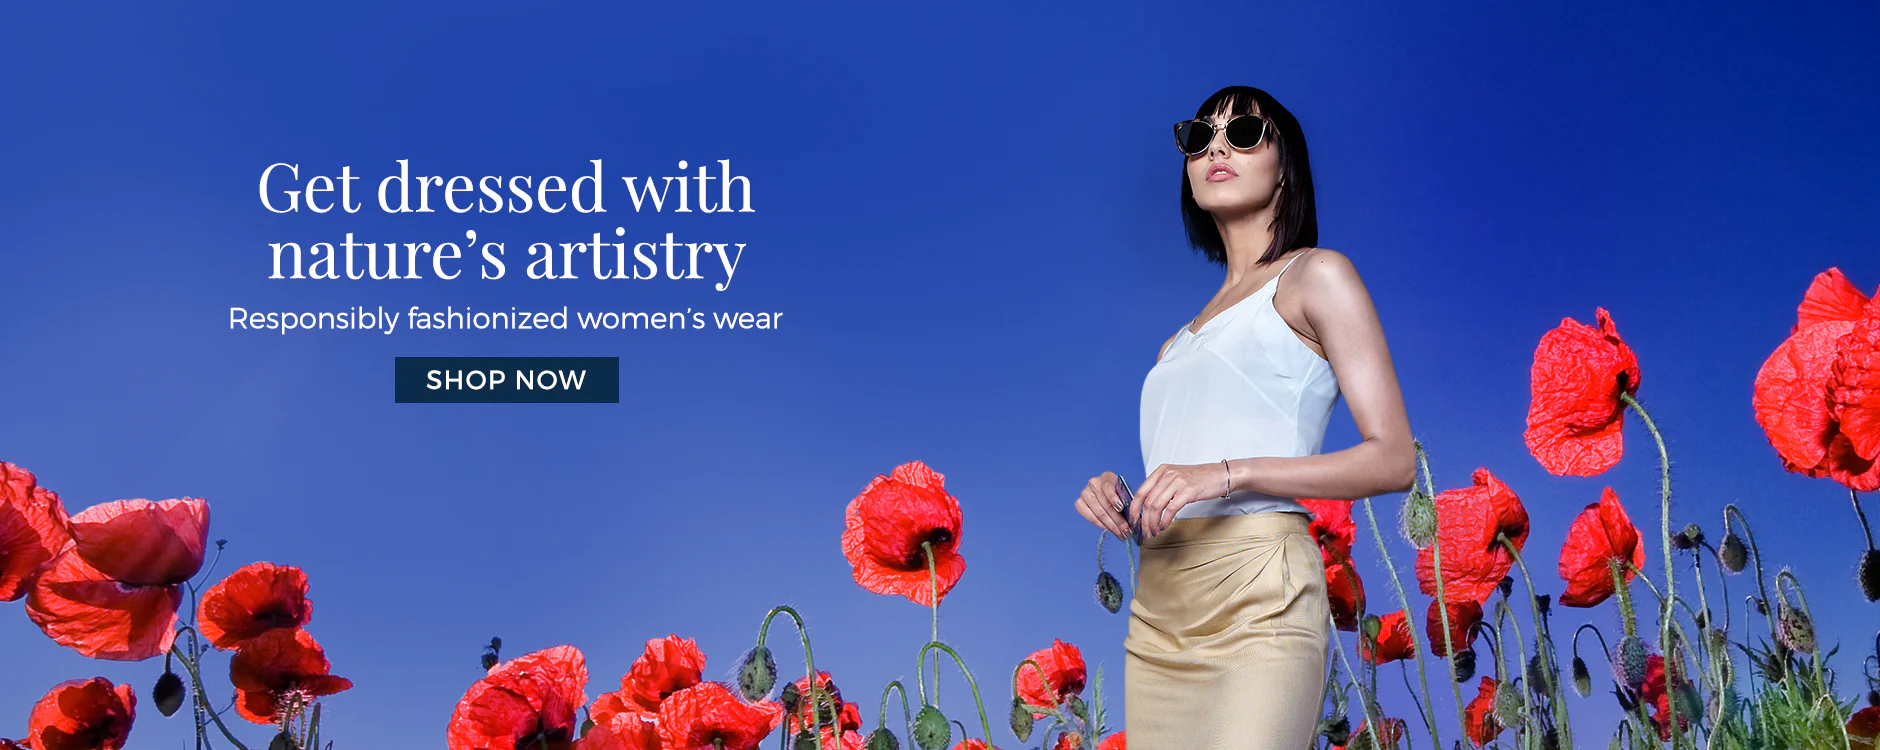 Get dressed with
nature’s artistry
Responsibly fashionized women’s wear
SHOP NOW